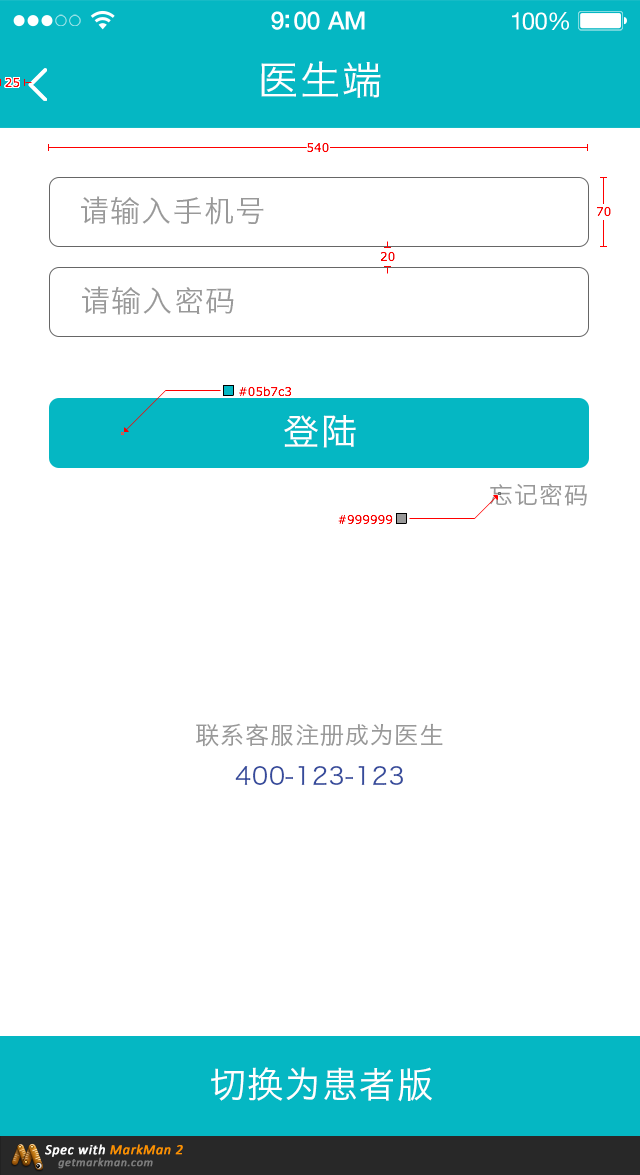 9:00 AM 100%
25 医生端
540
请输入手机号
70
20
请输入密码
#05b7c3
登陆
忘记密码
#999999
联系客服注册成为医生
400-123-123
切换为患者版
Spec with MarkMan 2
getmarkman.com